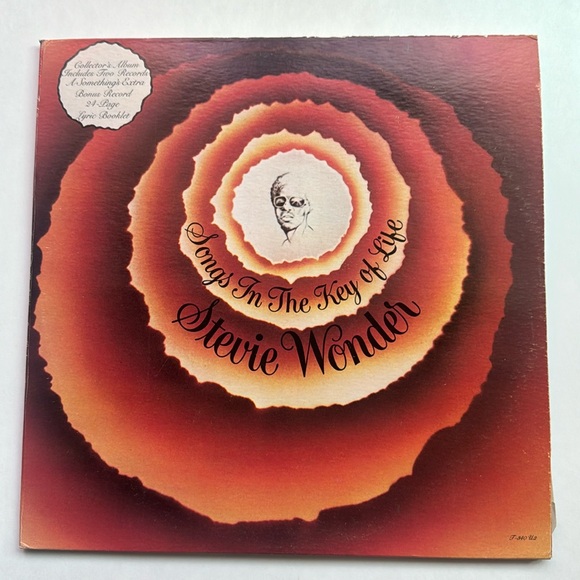 Collector's Album
Includes Two Records
A Something's Extra
Bonus Record
24-Page
Lyric Booklet
Songs In The Key of Life
Stevie Wonder